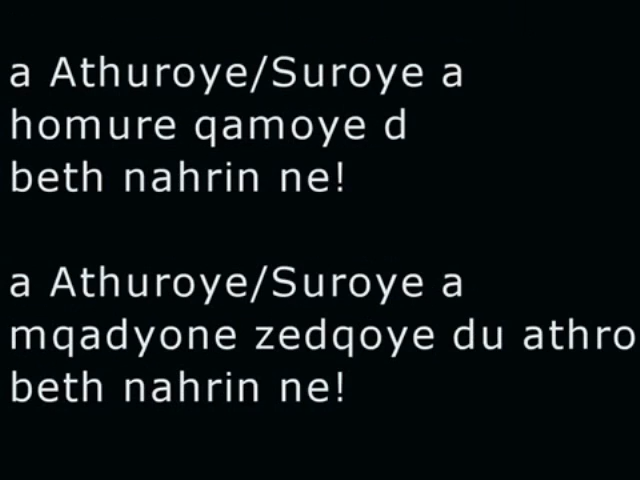 a Athuroye/Suroye a
homure qamoye d
beth nahrin ne!
a Athuroye/Suroye a
mqadyone zedqoye du athro
beth nahrin ne!